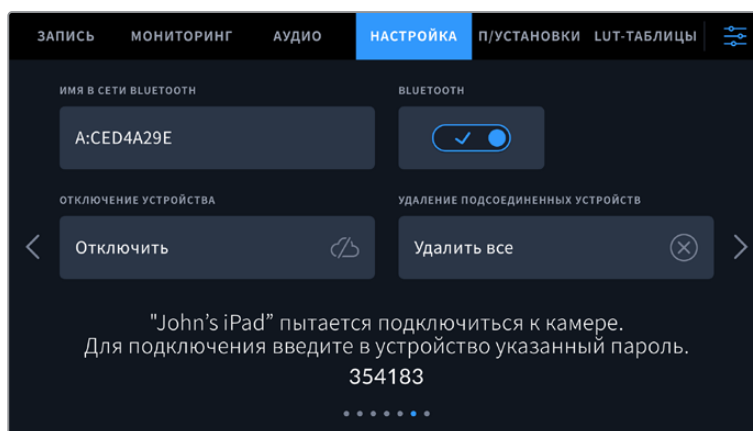 ЗАПИСЬ МОНИТОРИНГ АУДИО НАСТРОЙКА П/УСТАНОВКИ LUT-ТАБЛИЦЫ
ИМЯ В СЕТИ BLUETOOTH BLUETOOTH
A:CED4A29E
ОТКЛЮЧЕНИЕ УСТРОЙСТВА УДАЛЕНИЕ ПОДСОЕДИНЕННЫХ УСТРОЙСТВ
Отключить Удалить все
"John’s iPad” пытается подключиться к камере.
Для подключения введите в устройство указанный пароль.
354183